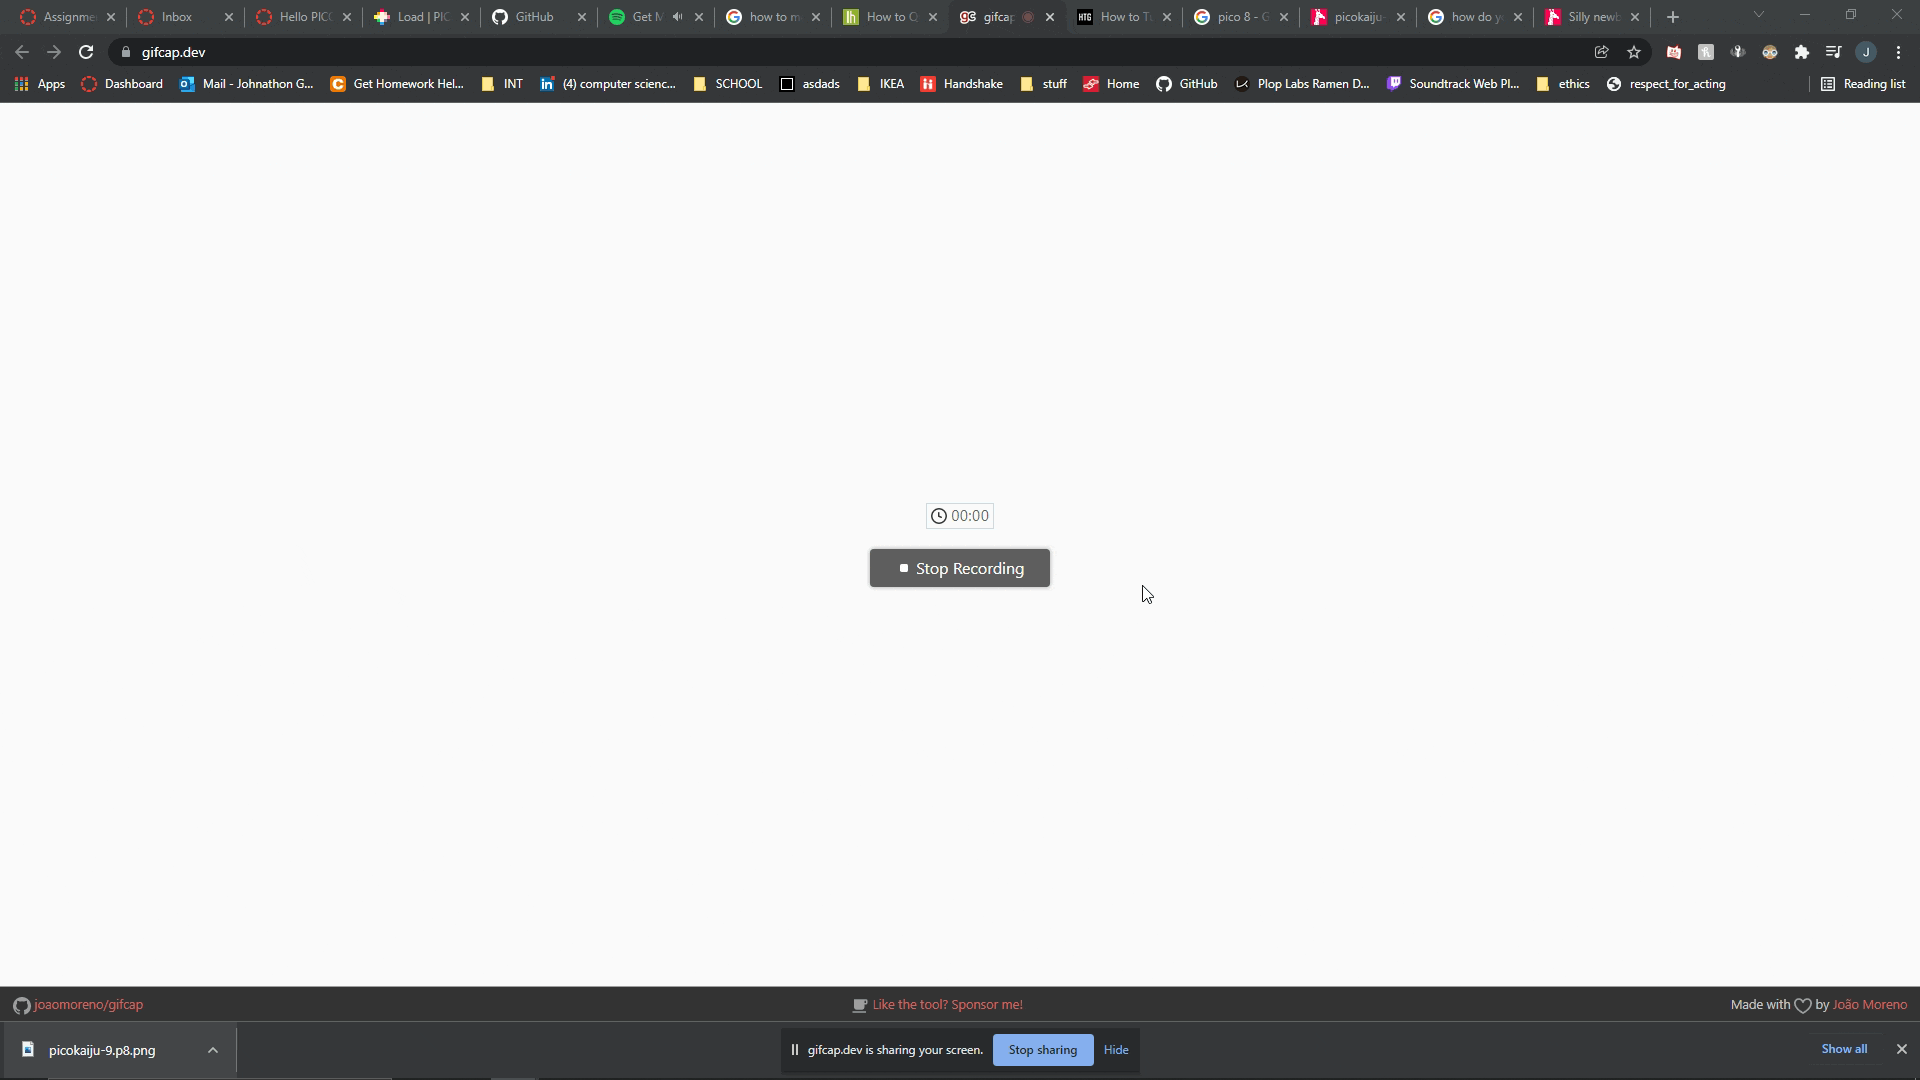 Assignme
Inbox
Hello PIC
Load | PIC
GitHub
Get M
how to m
How to Q
gc gifcap
HTG How to T
pico 8 - G
picokaiju-
how do y
Silly newb
gifcap.dev
Apps
Dashboard
Mail - Johnathon G...
Get Homework Hel...
INT
(4) computer scienc...
SCHOOL
asdads
IKEA
Handshake
stuff
Home
GitHub
Plop Labs Ramen D...
Soundtrack Web Pl...
ethics
respect_for_acting
Reading list
00:00
Stop Recording
joaomoreno/gifcap
Like the tool? Sponsor me!
Made with by João Moreno
picokaiju-9.p8.png
gifcap.dev is sharing your screen.
Stop sharing
Hide
Show all